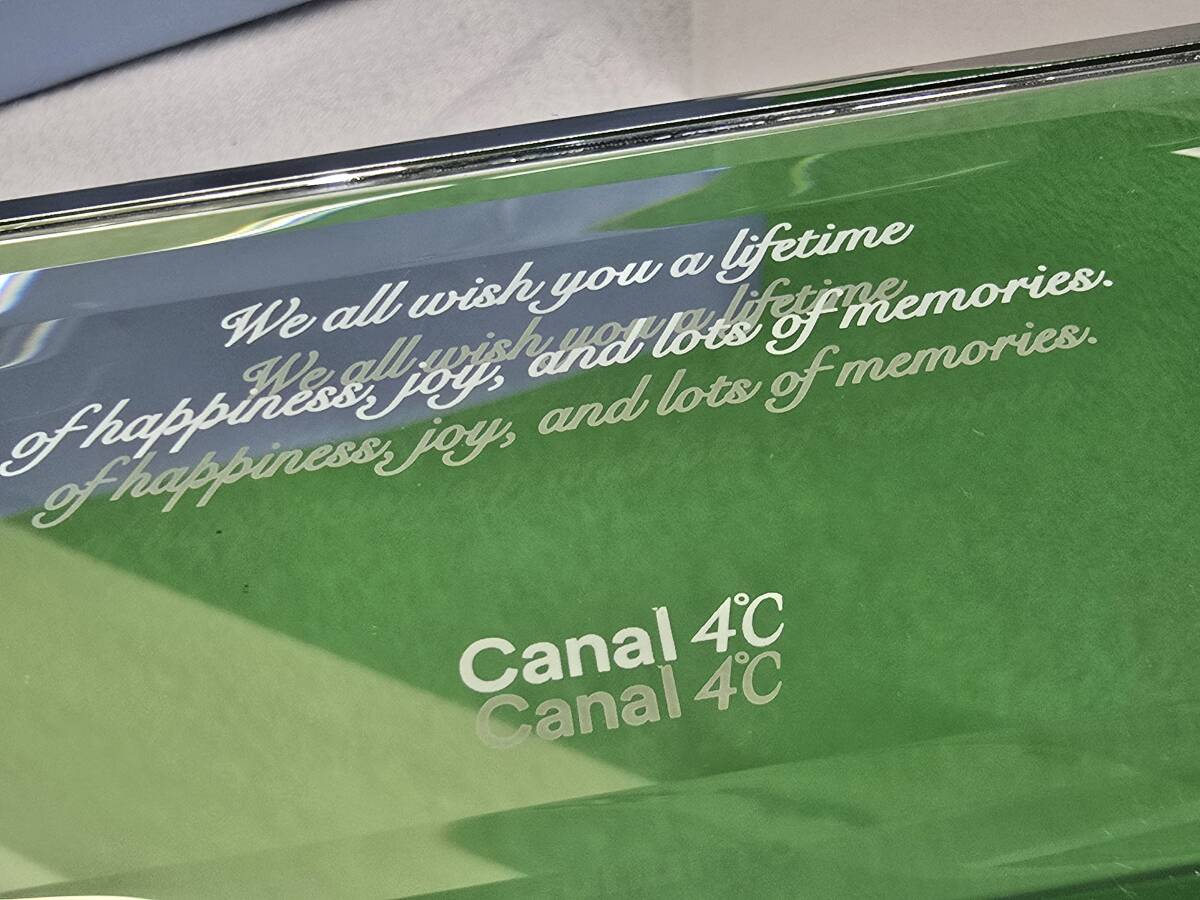 We all wish you a lifetime
of happiness, joy, and lots of memories.
Canal 4℃